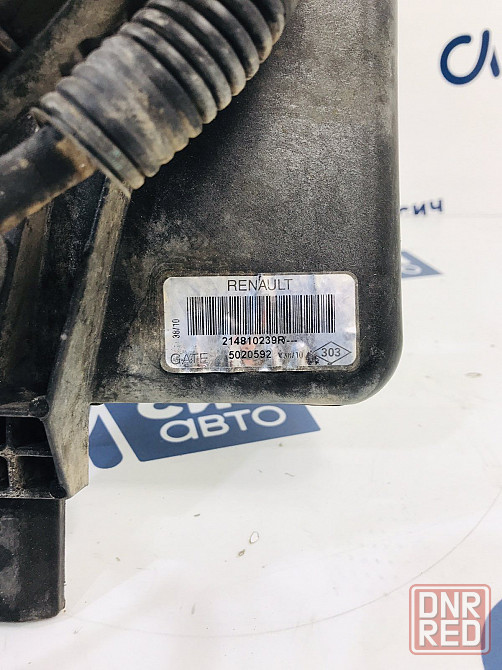 RENAULT
38/10
214810239R---
GATE 5020592 303
АВТО
DNR
RED